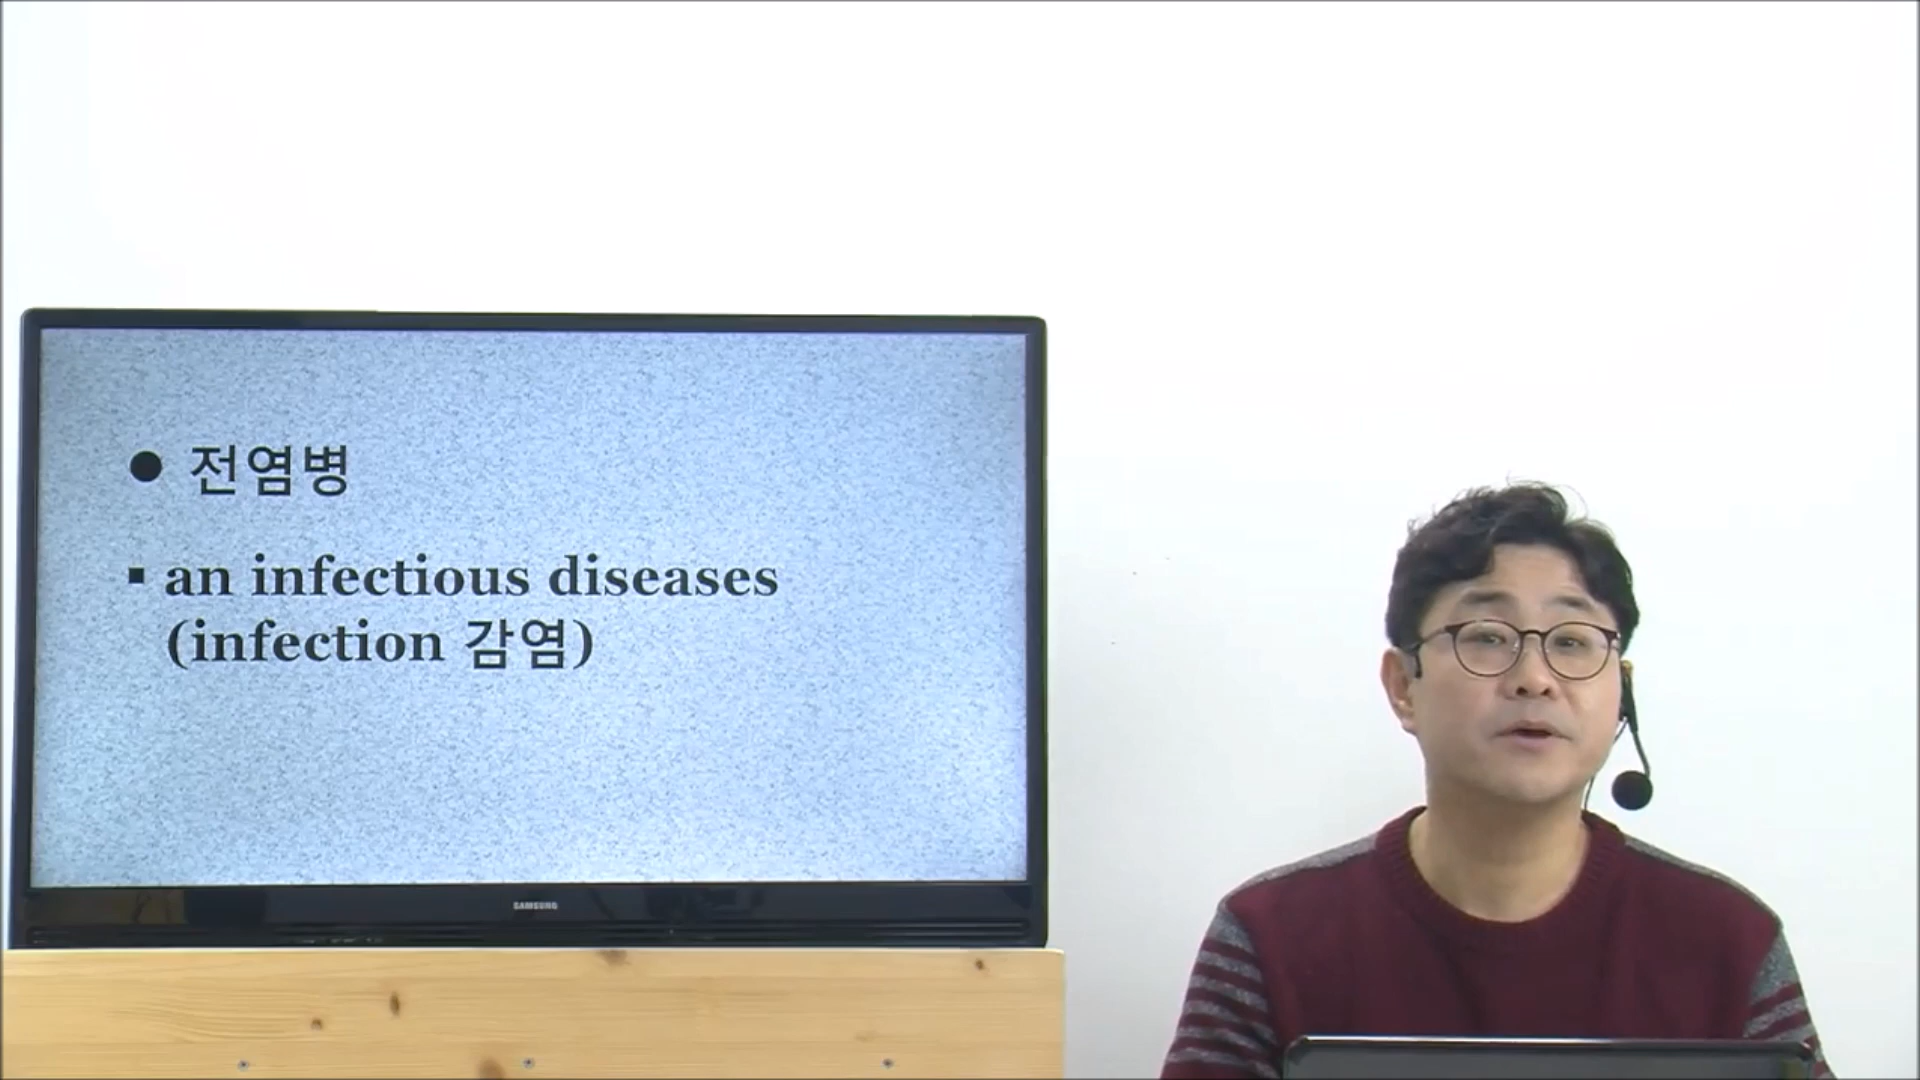 ● 전염병
▪ an infectious diseases
(infection 감염)
SAMSUNG